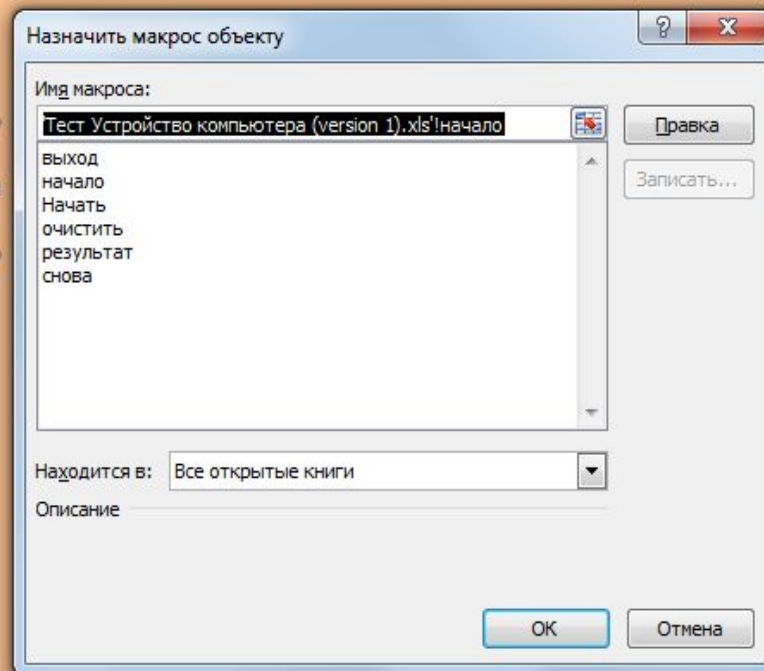 Назначить макрос объекту
Имя макроса:
'Тест Устройство компьютера (version 1).xls'!начало
Правка
выход
начало
Начать
очистить
результат
снова
Записать...
Находится в: Все открытые книги
Описание
ОК
Отмена